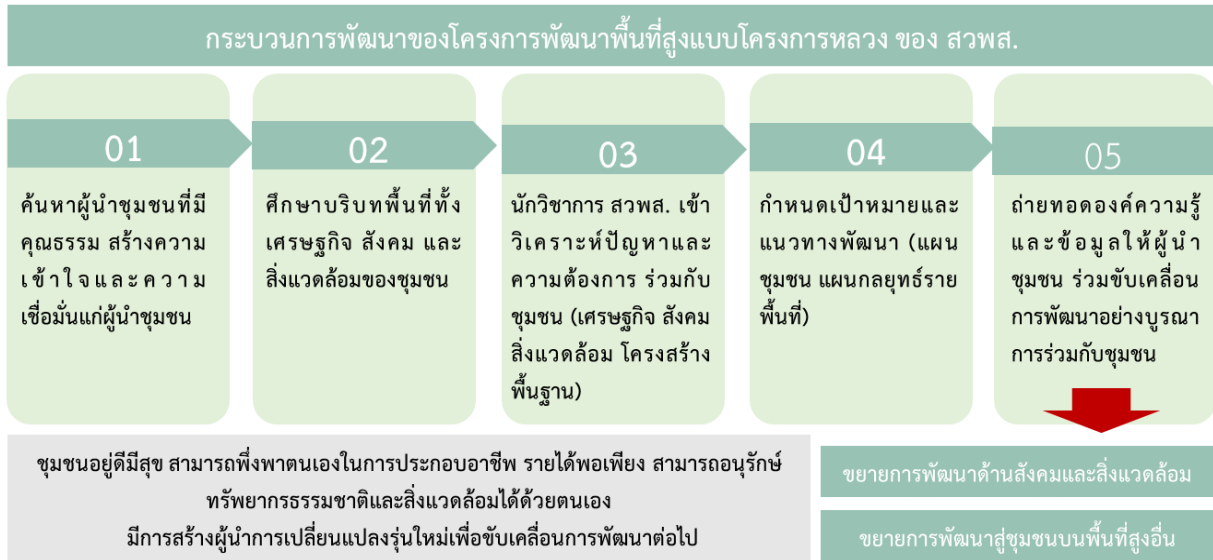 กระบวนการพัฒนาของโครงการพัฒนาพื้นที่สูงแบบโครงการหลวง ของ สวพส.
01
ค้นหาผู้นำชุมชนที่มี
คุณธรรม สร้างความ
เข้าใจและความ
เชื่อมั่นแก่ผู้นำชุมชน
02
ศึกษาบริบทพื้นที่ทั้ง
เศรษฐกิจ สังคม และ
สิ่งแวดล้อมของชุมชน
03
นักวิชาการ สวพส. เข้า
วิเคราะห์ปัญหาและ
ความต้องการ ร่วมกับ
ชุมชน (เศรษฐกิจ สังคม
สิ่งแวดล้อม โครงสร้าง
พื้นฐาน)
04
กำหนดเป้าหมายและ
แนวทางพัฒนา (แผน
ชุมชน แผนกลยุทธ์ราย
พื้นที่)
05
ถ่ายทอดองค์ความรู้
และข้อมูลให้ผู้นำ
ชุมชน ร่วมขับเคลื่อน
การพัฒนาอย่างบูรณา
การร่วมกับชุมชน
ชุมชนอยู่ดีมีสุข สามารถพึ่งพาตนเองในการประกอบอาชีพ รายได้พอเพียง สามารถอนุรักษ์
ทรัพยากรธรรมชาติและสิ่งแวดล้อมได้ด้วยตนเอง
มีการสร้างผู้นำการเปลี่ยนแปลงรุ่นใหม่เพื่อขับเคลื่อนการพัฒนาต่อไป
ขยายการพัฒนาด้านสังคมและสิ่งแวดล้อม
ขยายการพัฒนาสู่ชุมชนบนพื้นที่สูงอื่น